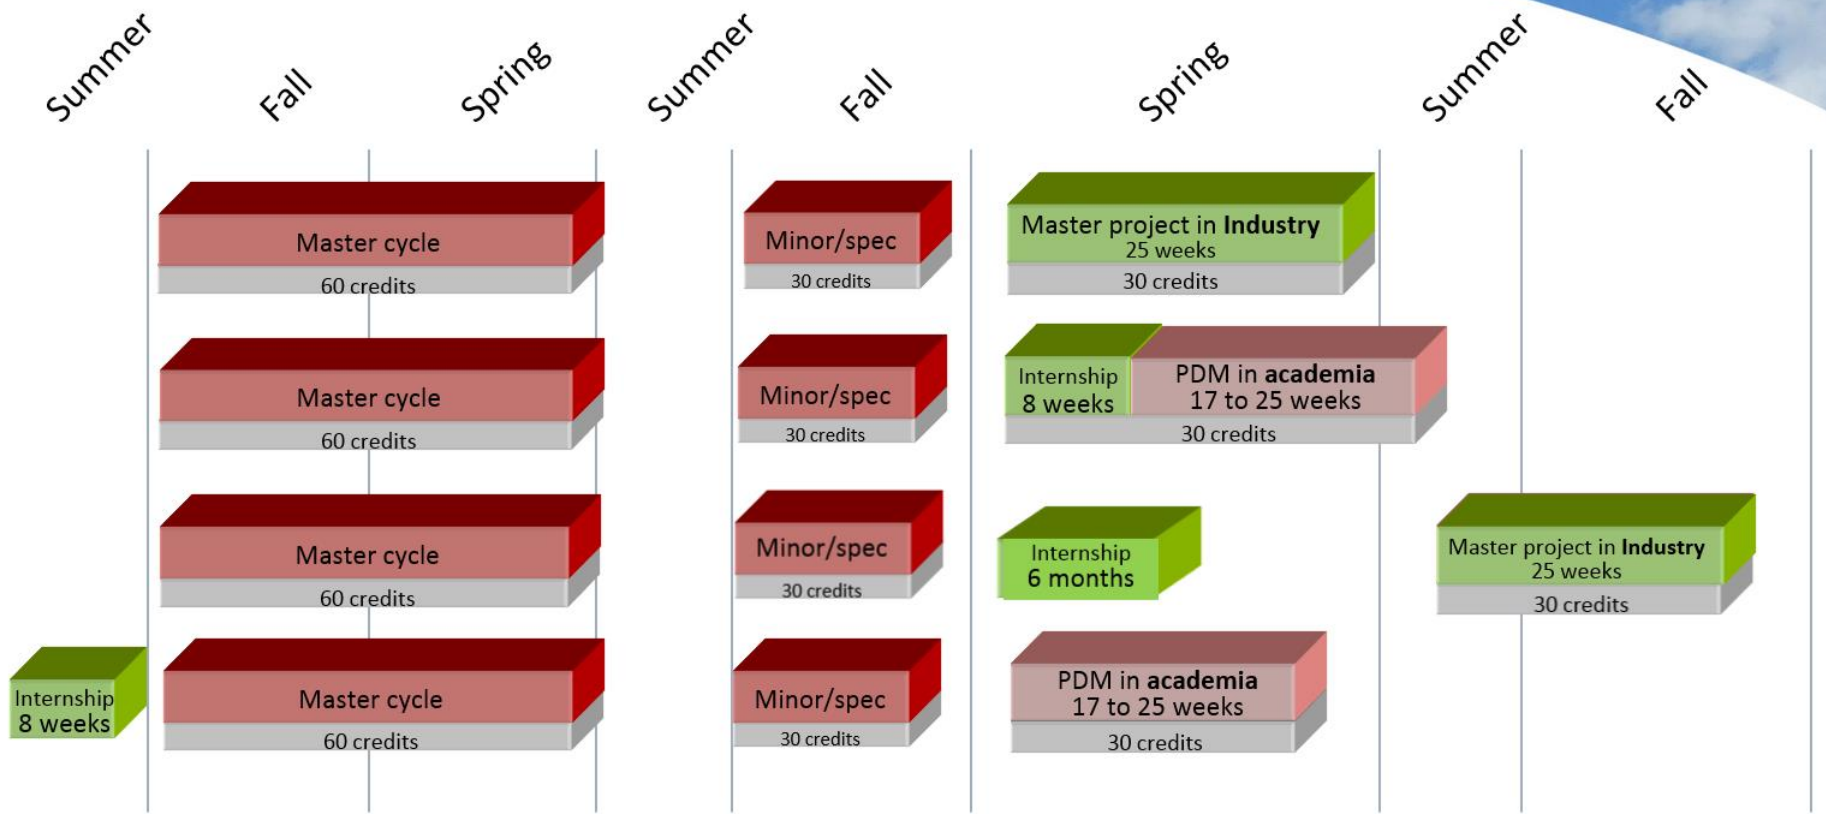 Summer
Fall
Spring
Summer
Fall
Spring
Summer
Fall
Master cycle
60 credits
Minor/spec
30 credits
Master project in Industry
25 weeks
30 credits
Master cycle
60 credits
Minor/spec
30 credits
Internship
8 weeks
PDM in academia
17 to 25 weeks
30 credits
Master cycle
60 credits
Minor/spec
30 credits
Internship
6 months
Master project in Industry
25 weeks
30 credits
Internship
8 weeks
Master cycle
60 credits
Minor/spec
30 credits
PDM in academia
17 to 25 weeks
30 credits